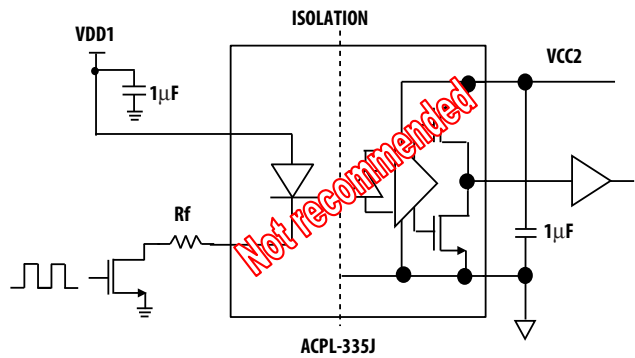 ISOLATION
VDD1
VCC2
1µF
Not recommended
Rf
1µF
ACPL-335J